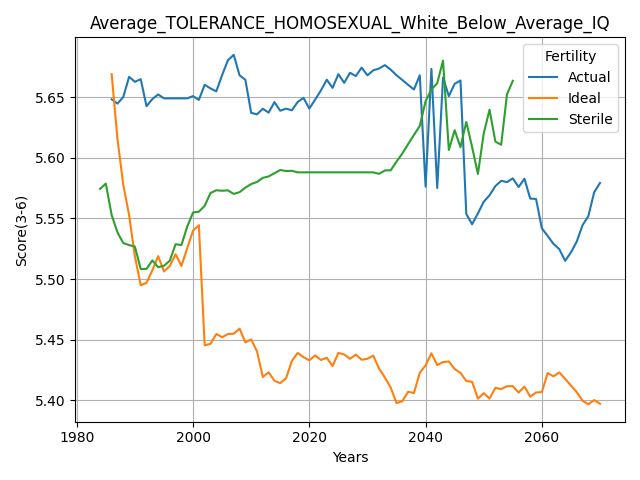 Average_TOLERANCE_HOMOSEXUAL_White_Below_Average_IQ
Fertility
Actual
Ideal
Sterile
Score(3-6)
5.65
5.60
5.55
5.50
5.45
5.40
1980
2000
2020
2040
2060
Years